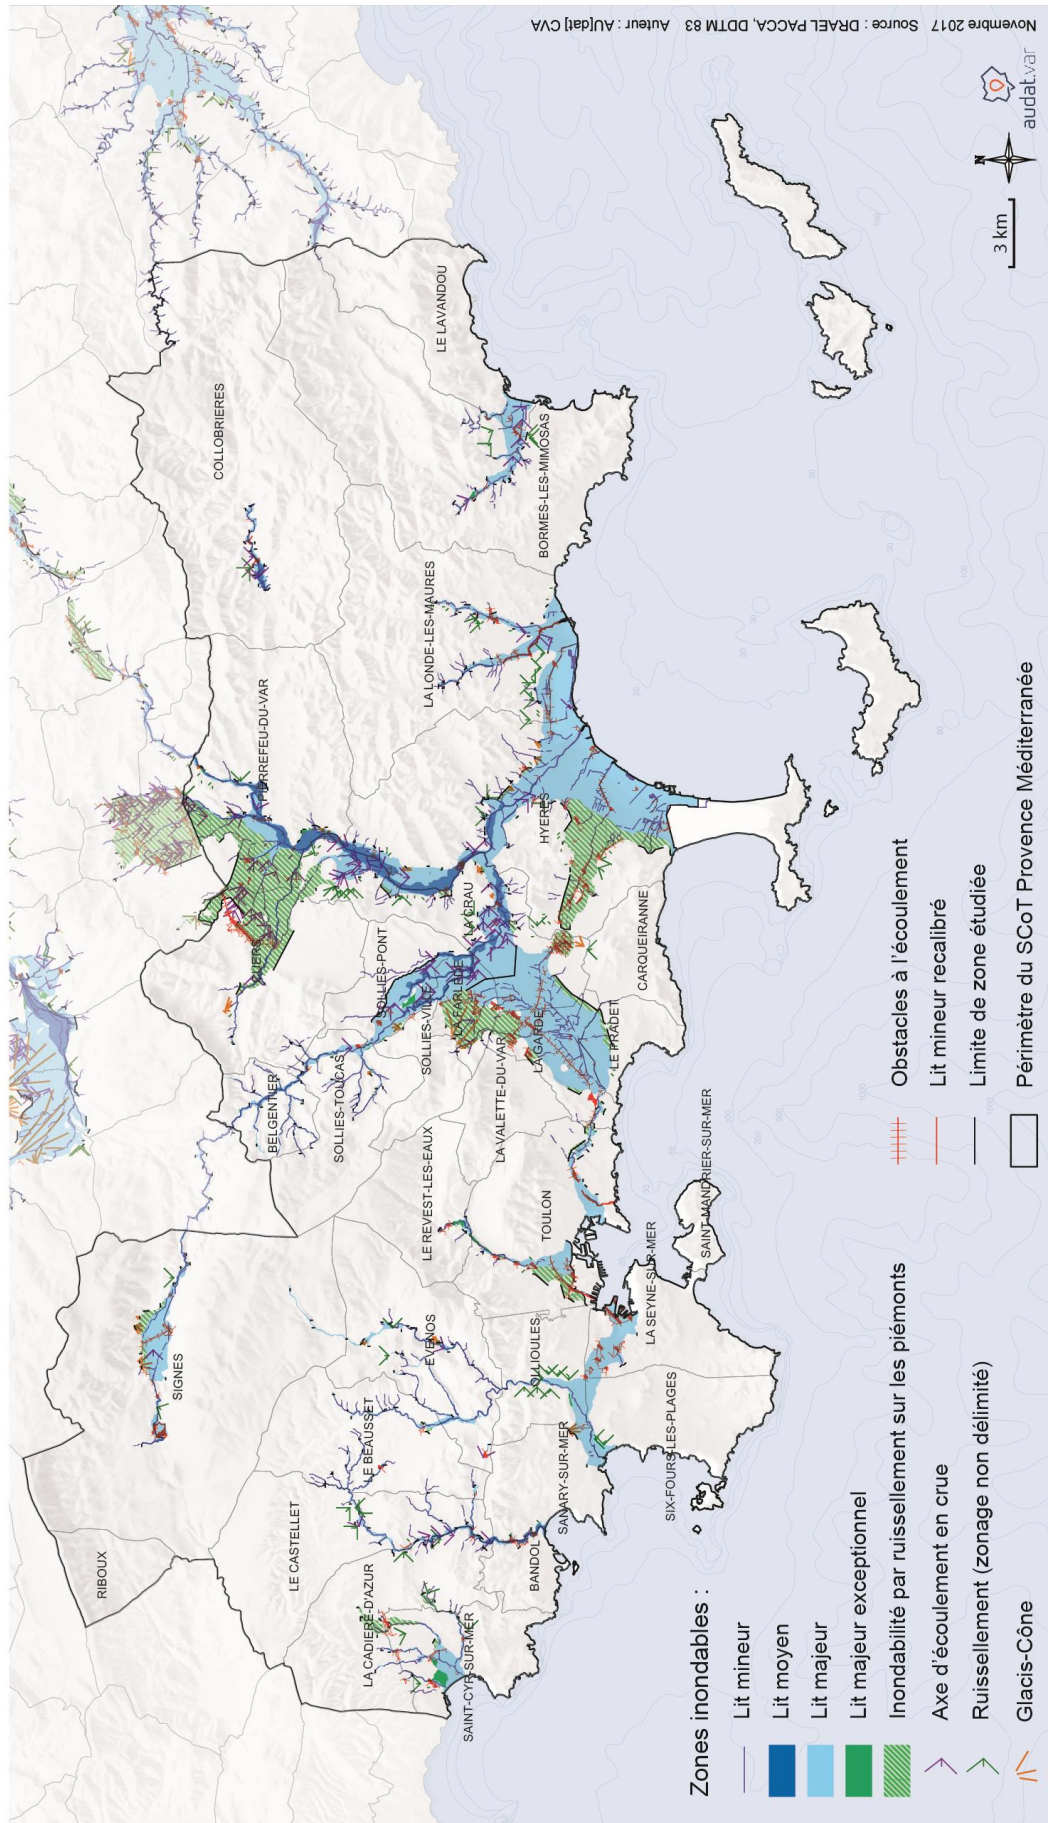 RIBOUX
SIGNES
LE CASTELLET
LA CADIERE-D'AZUR
SAINT-CYR-SUR-MER
LE BEAUSSET
EVENOS
BANDOL
SANARY-SUR-MER
OLLIOULES
SIX-FOURS-LES-PLAGES
LA SEYNE-SUR-MER
SAINT-MANDRIER-SUR-MER
TOULON
LE REVEST-LES-EAUX
LA-VALETTE-DU-VAR
BELGENTIER
SOLLIES-TOUCAS
SOLLIES-PONT
SOLLIES-VILLE
LA-FARLEDE
LA GARDE
LE PRADET
CARQUEIRANNE
LA CRAU
HYERES
CUERS
PIERREFEU-DU-VAR
LA LONDE-LES-MAURES
COLLOBRIERES
BORMES-LES-MIMOSAS
LE LAVANDOU
Zones inondables :
Lit mineur
Lit moyen
Lit majeur
Lit majeur exceptionnel
Inondabilité par ruissellement sur les piémonts
Axe d'écoulement en crue
Ruissellement (zonage non délimité)
Glacis-Cône
Obstacles à l'écoulement
Lit mineur recalibré
Limite de zone étudiée
Périmètre du SCoT Provence Méditerranée
3 km
N
audat.var
Novembre 2017 Source : DRAEL PACCA, DDTM 83 Auteur : AU[dat] CVA